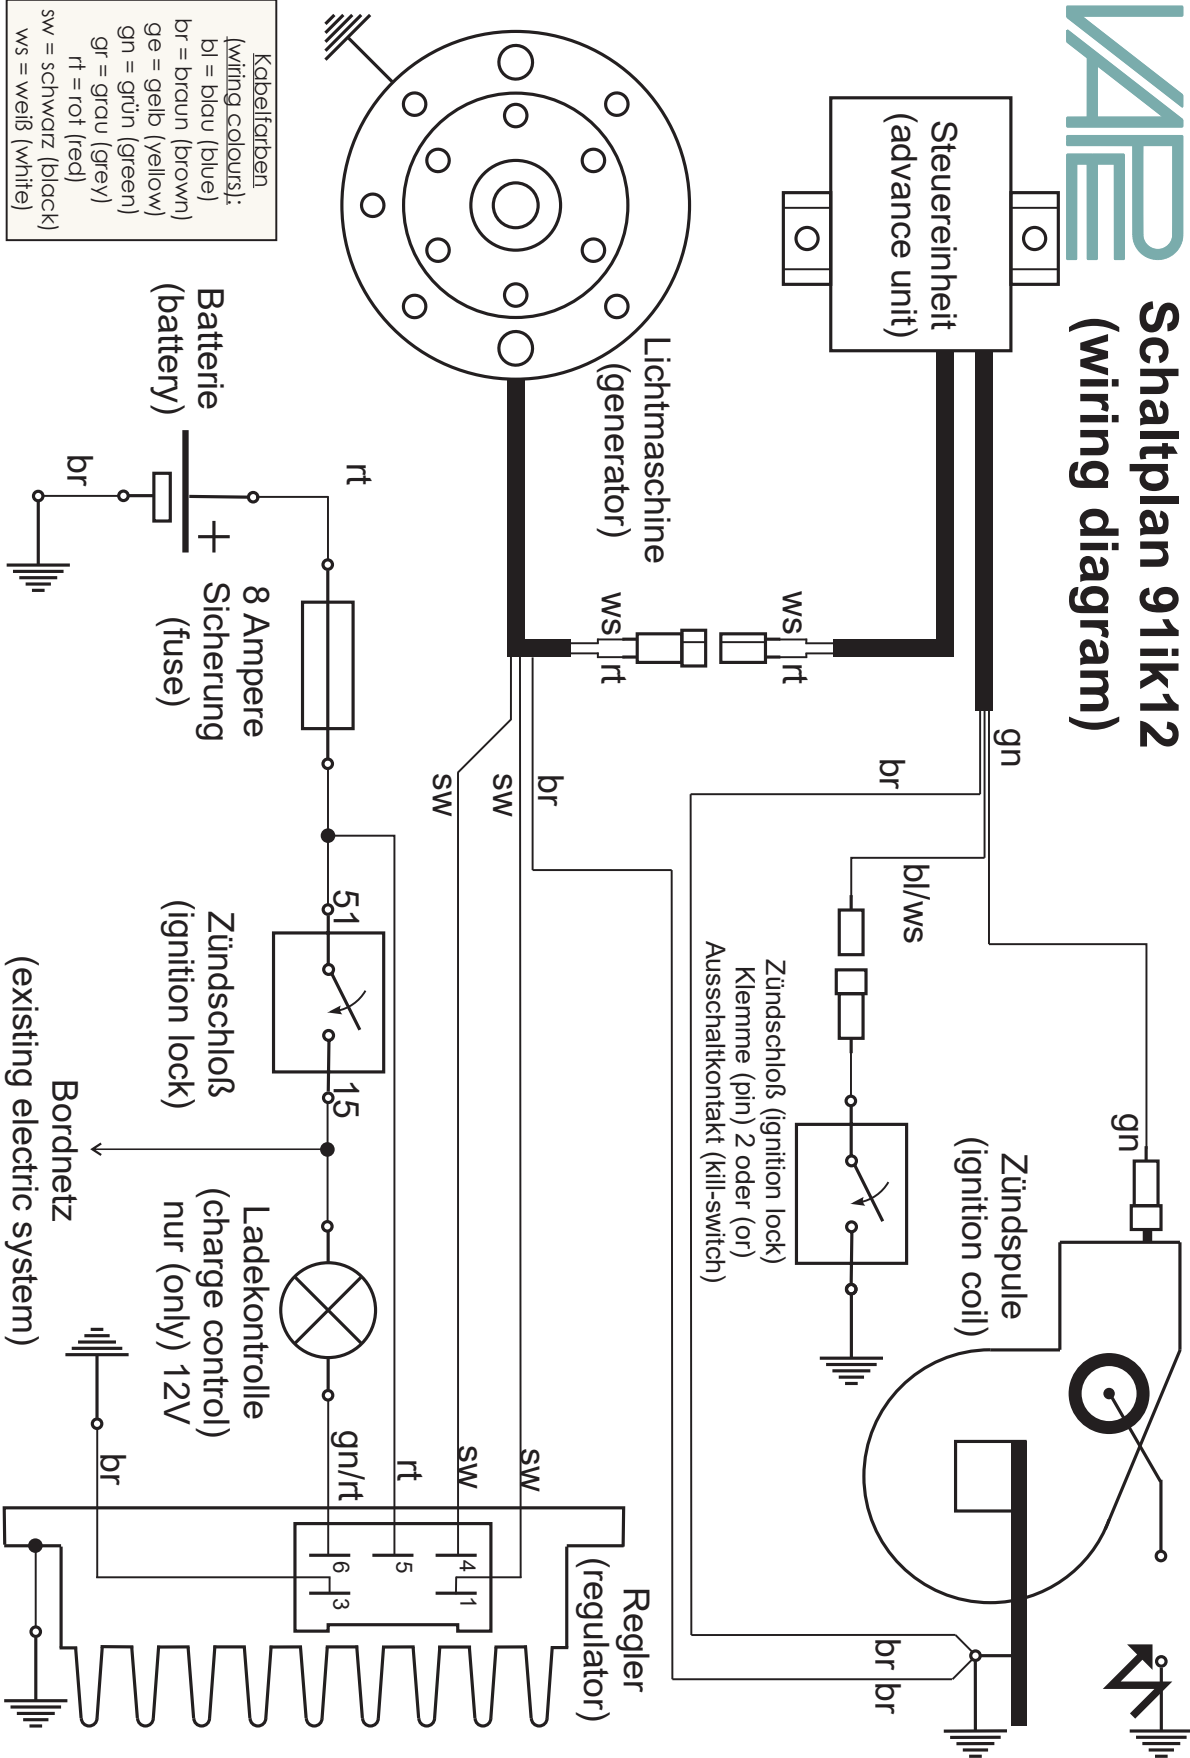 VAPE
Schaltplan 91ik12
(wiring diagram)
Steuereinheit
(advance unit)
Lichtmaschine
(generator)
ws
rt
ws
rt
gn
br
bl/ws
gn
Zündspule
(ignition coil)
Zündschloß (ignition lock)
Klemme (pin) 2 oder (or)
Ausschaltkontakt (kill-switch)
br
br
br
sw
sw
sw
sw
rt
gn/rt
Regler
(regulator)
1
4
5
6
3
Kabelfarben
(wiring colours):
bl = blau (blue)
br = braun (brown)
ge = gelb (yellow)
gn = grün (green)
gr = grau (grey)
rt = rot (red)
sw = schwarz (black)
ws = weiß (white)
Batterie
(battery)
br
+
rt
8 Ampere
Sicherung
(fuse)
51
15
Zündschloß
(ignition lock)
Bordnetz
(existing electric system)
Ladekontrolle
(charge control)
nur (only) 12V
br